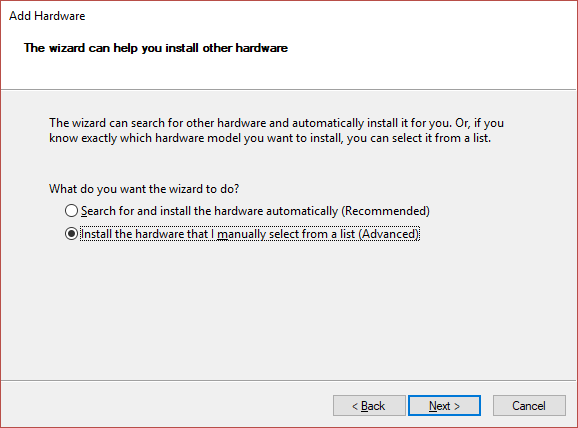 Add Hardware
The wizard can help you install other hardware
The wizard can search for other hardware and automatically install it for you. Or, if you
know exactly which hardware model you want to install, you can select it from a list.
What do you want the wizard to do?
Search for and install the hardware automatically (Recommended)
Install the hardware that I manually select from a list (Advanced)
< Back Next > Cancel